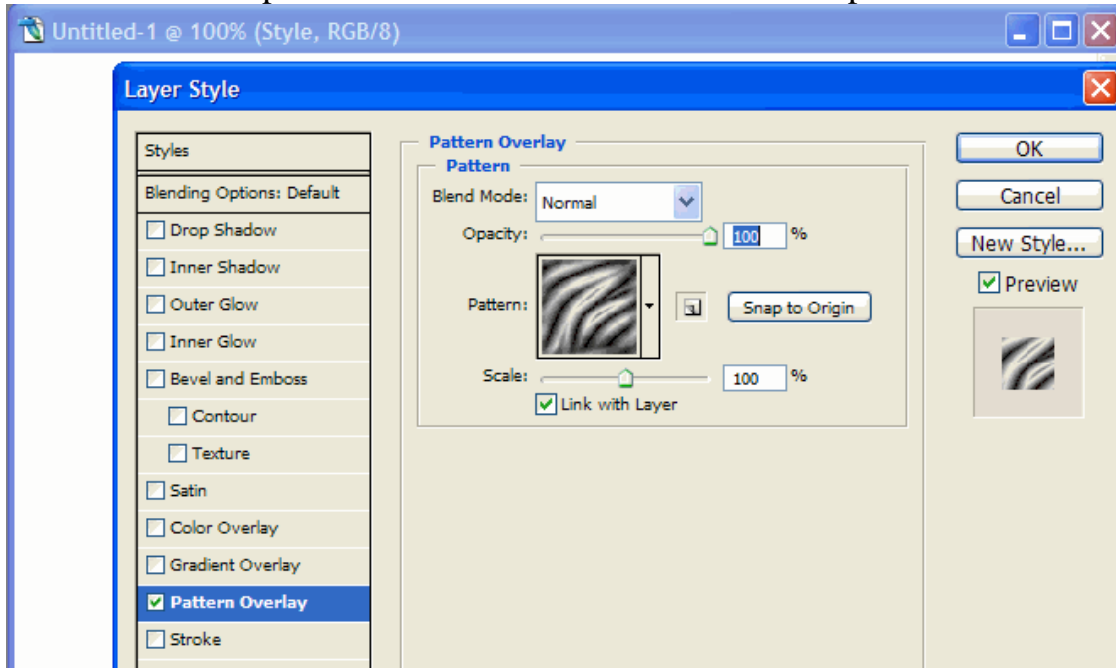 Untitled-1 @ 100% (Style, RGB/8)
Layer Style
Styles
Blending Options: Default
Drop Shadow
Inner Shadow
Outer Glow
Inner Glow
Bevel and Emboss
Contour
Texture
Satin
Color Overlay
Gradient Overlay
Pattern Overlay
Stroke
Pattern Overlay
Pattern
Blend Mode: Normal
Opacity: 100 %
Pattern: Snap to Origin
Scale: 100 %
Link with Layer
OK
Cancel
New Style...
Preview